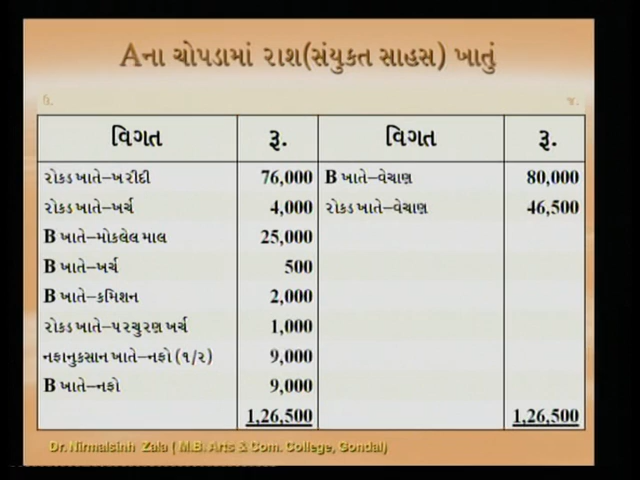 Aના ચોપડામાં રાશ(સંયુકત સાહસ) ખાતું
ઉ. જ.
વિગત રૂ. વિગત રૂ.
રોકડ ખાતે–ખરીદી 76,000 B ખાતે–વેચાણ 80,000
રોકડ ખાતે–ખર્ચ 4,000 રોકડ ખાતે–વેચાણ 46,500
B ખાતે–મોકલેલ માલ 25,000
B ખાતે–ખર્ચ 500
B ખાતે–કમિશન 2,000
રોકડ ખાતે–પરચુરણ ખર્ચ 1,000
નફાનુકસાન ખાતે–નફો (૧/૨) 9,000
B ખાતે–નફો 9,000
1,26,500 1,26,500
Dr. Nirmalsinh Zala ( M.B. Arts & Com. College, Gondal)